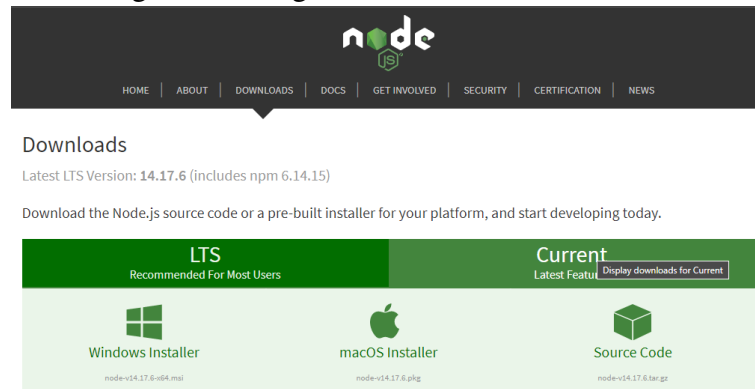 node
JS
HOME | ABOUT | DOWNLOADS | DOCS | GET INVOLVED | SECURITY | CERTIFICATION | NEWS
Downloads
Latest LTS Version: 14.17.6 (includes npm 6.14.15)
Download the Node.js source code or a pre-built installer for your platform, and start developing today.
LTS Current
Recommended For Most Users Latest Featu Display downloads for Current
Windows Installer macOS Installer Source Code
node-v14.17.6-x64.msi node-v14.17.6.pkg node-v14.17.6.tar.gz